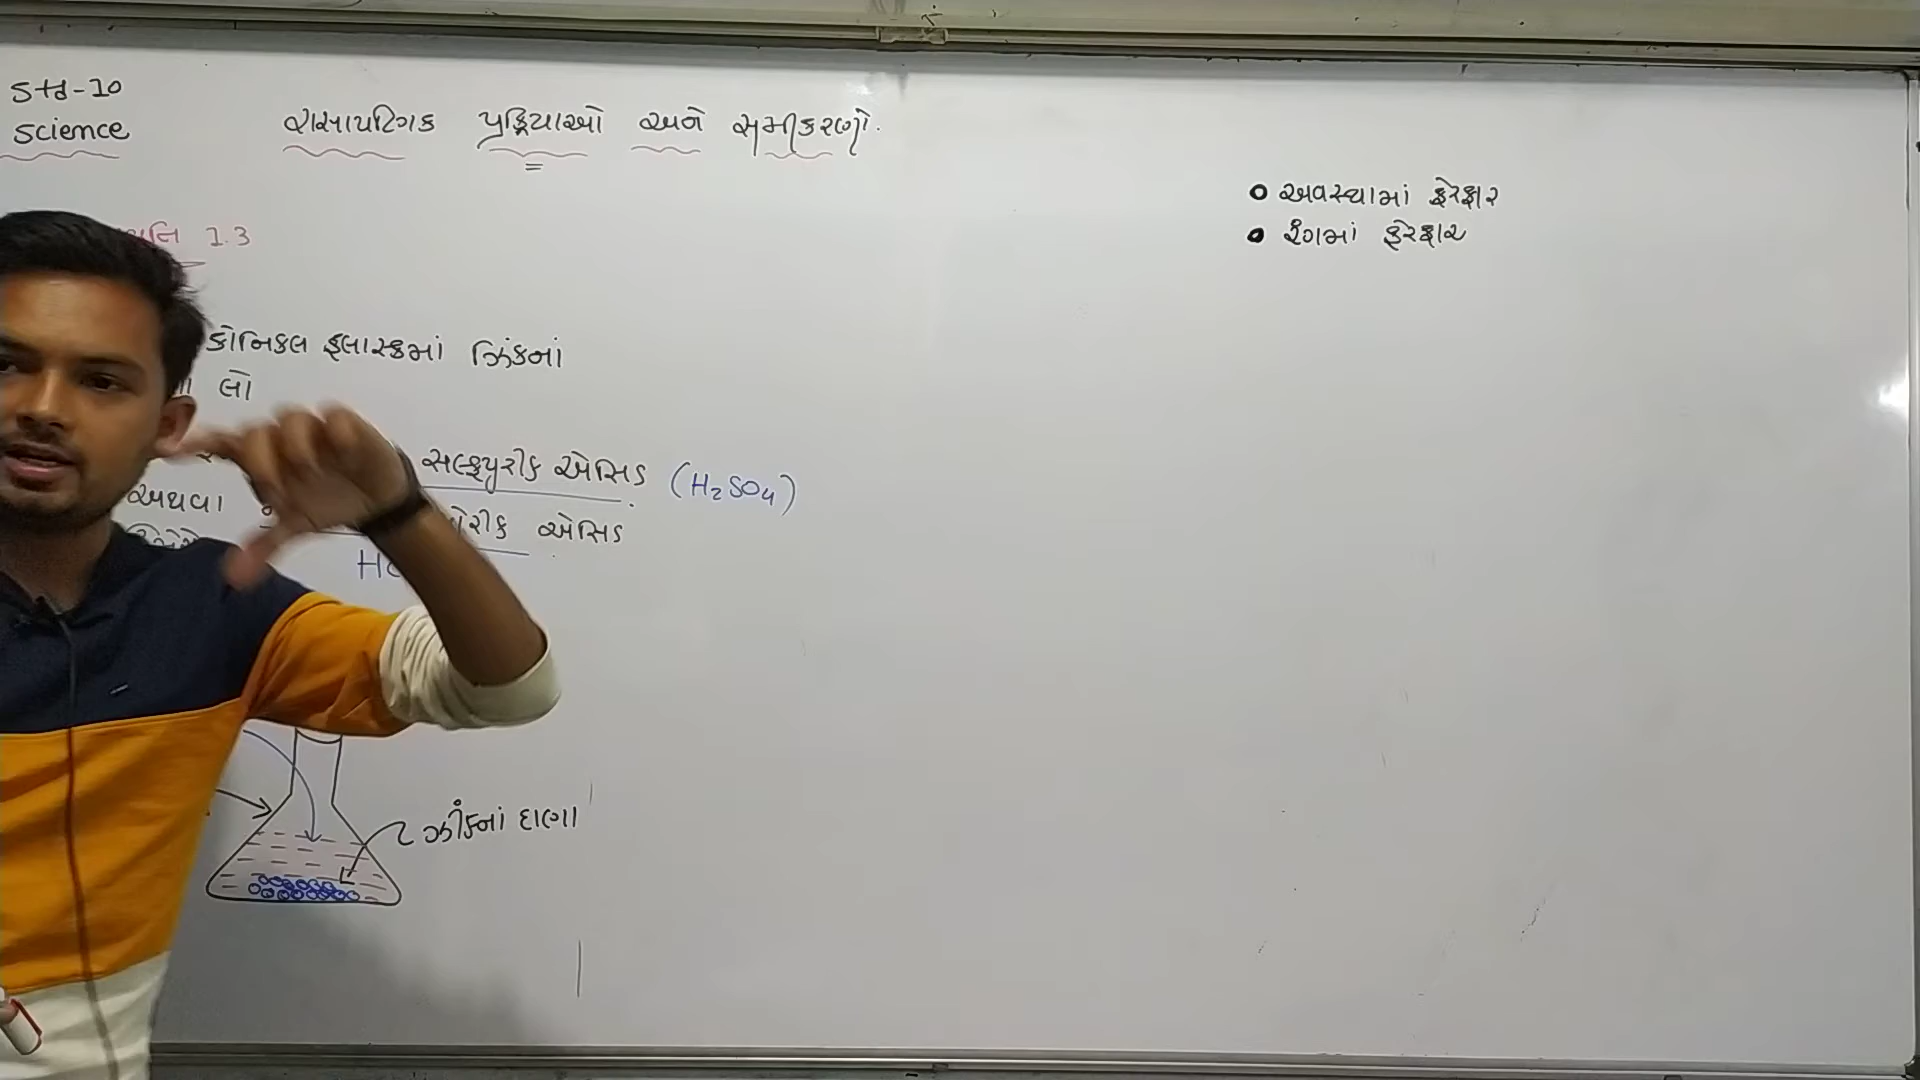 Std-10
Science
રાસાયણિક પ્રક્રિયાઓ અને સમીકરણો.
1.3
કોનિકલ ફ્લાસ્કમાં ઝિંકનાં
લો
સલ્ફ્યુરીક એસિડ (H₂SO₄)
અથવા
એસિડ
ઝીંકનાં દાણા
અવસ્થામાં ફેરફાર
રંગમાં ફેરફાર